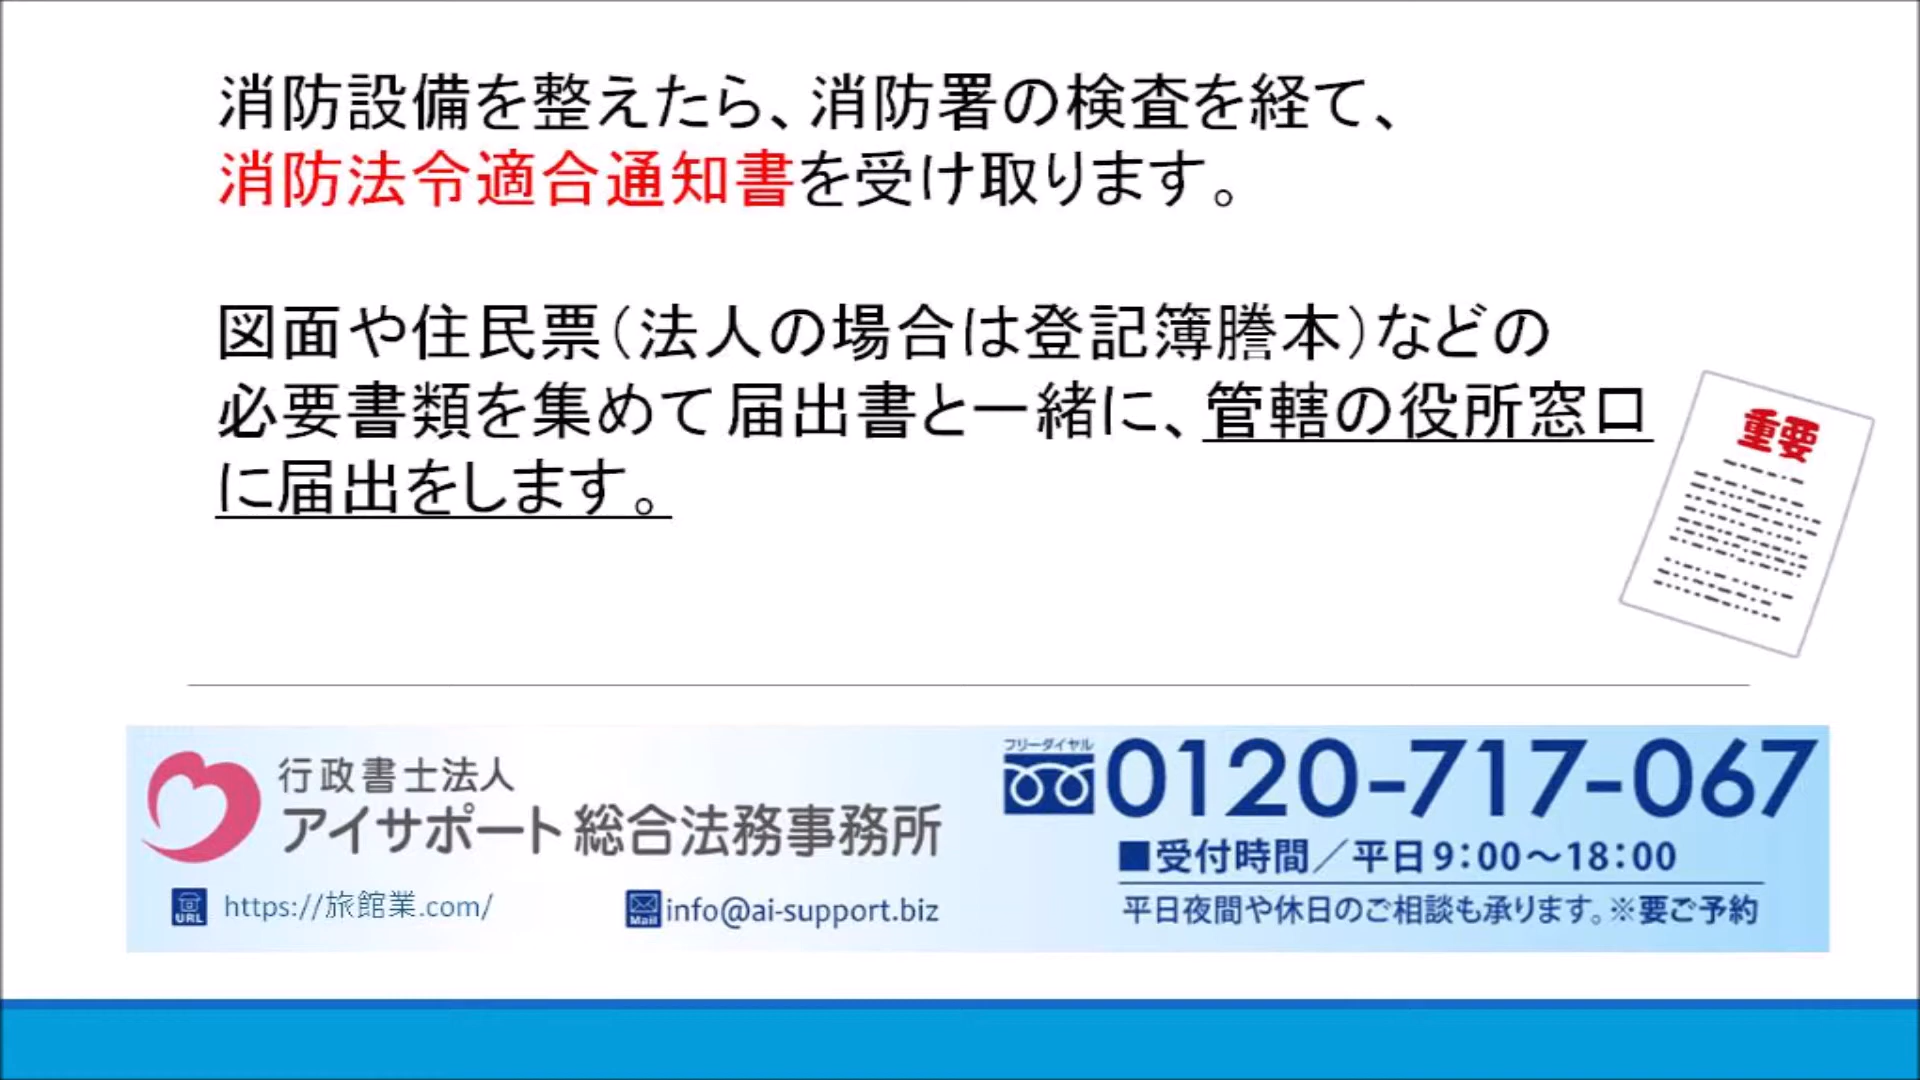 消防設備を整えたら、消防署の検査を経て、
消防法令適合通知書を受け取ります。
図面や住民票（法人の場合は登記簿謄本）などの
必要書類を集めて届出書と一緒に、管轄の役所窓口
に届出をします。
重要
行政書士法人
アイサポート総合法務事務所
URL https://旅館業.com/
Mail info@ai-support.biz
フリーダイヤル
0120-717-067
■受付時間／平日9：00～18：00
平日夜間や休日のご相談も承ります。※要ご予約